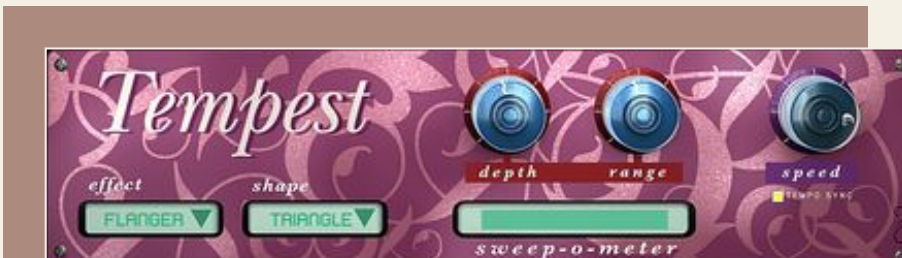 Tempest
depth range speed
TEMPO SYNC
effect shape
FLANGER TRIANGLE
sweep-o-meter